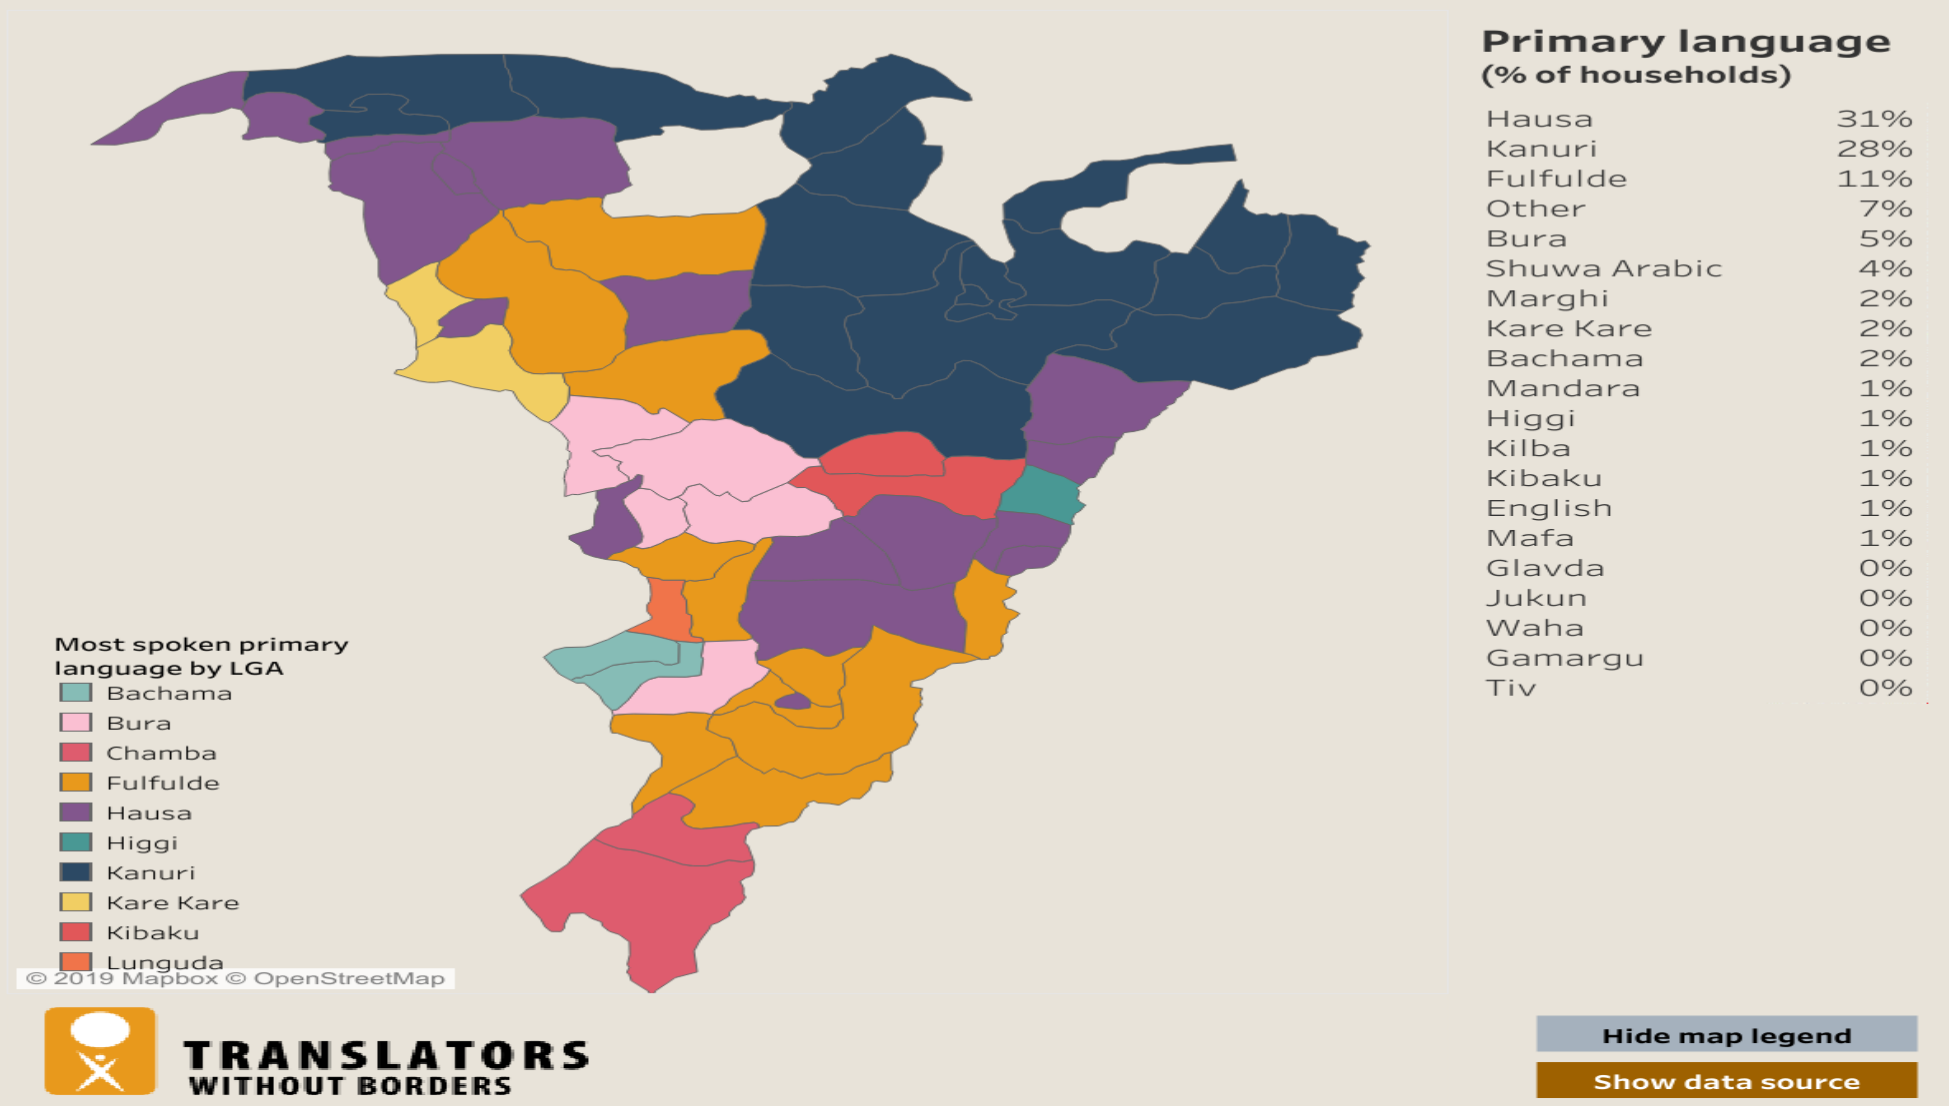 Primary language
(% of households)
Hausa 31%
Kanuri 28%
Fulfulde 11%
Other 7%
Bura 5%
Shuwa Arabic 4%
Marghi 2%
Kare Kare 2%
Bachama 2%
Mandara 1%
Higgi 1%
Kilba 1%
Kibaku 1%
English 1%
Mafa 1%
Glavda 0%
Jukun 0%
Waha 0%
Gamargu 0%
Tiv 0%
Most spoken primary
language by LGA
Bachama
Bura
Chamba
Fulfulde
Hausa
Higgi
Kanuri
Kare Kare
Kibaku
Lunguda
© 2019 Mapbox © OpenStreetMap
TRANSLATORS
WITHOUT BORDERS
Hide map legend
Show data source